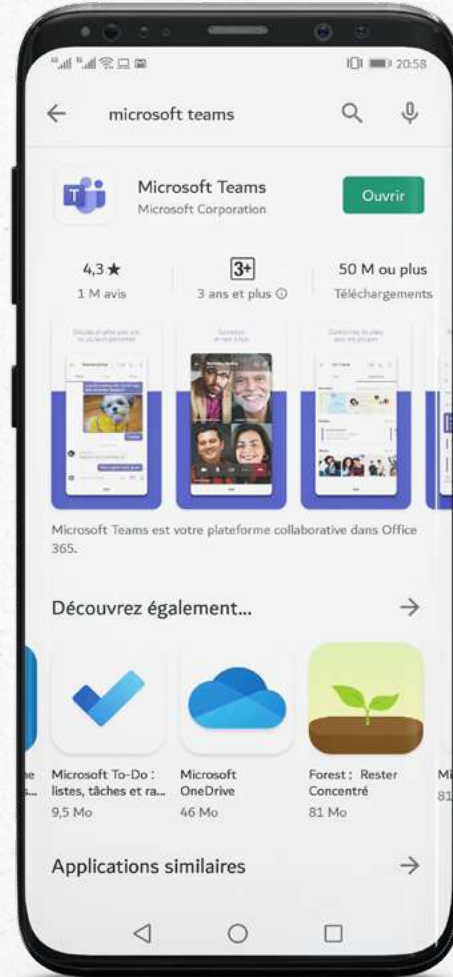 20:58
microsoft teams
Microsoft Teams
Microsoft Corporation
Ouvrir
4,3 ★
1 M avis
3+
3 ans et plus
50 M ou plus
Téléchargements
Microsoft Teams est votre plateforme collaborative dans Office
365.
Découvrez également...
Microsoft To-Do :
listes, tâches et ra...
9,5 Mo
Microsoft
OneDrive
46 Mo
Forest : Rester
Concentré
81 Mo
Applications similaires